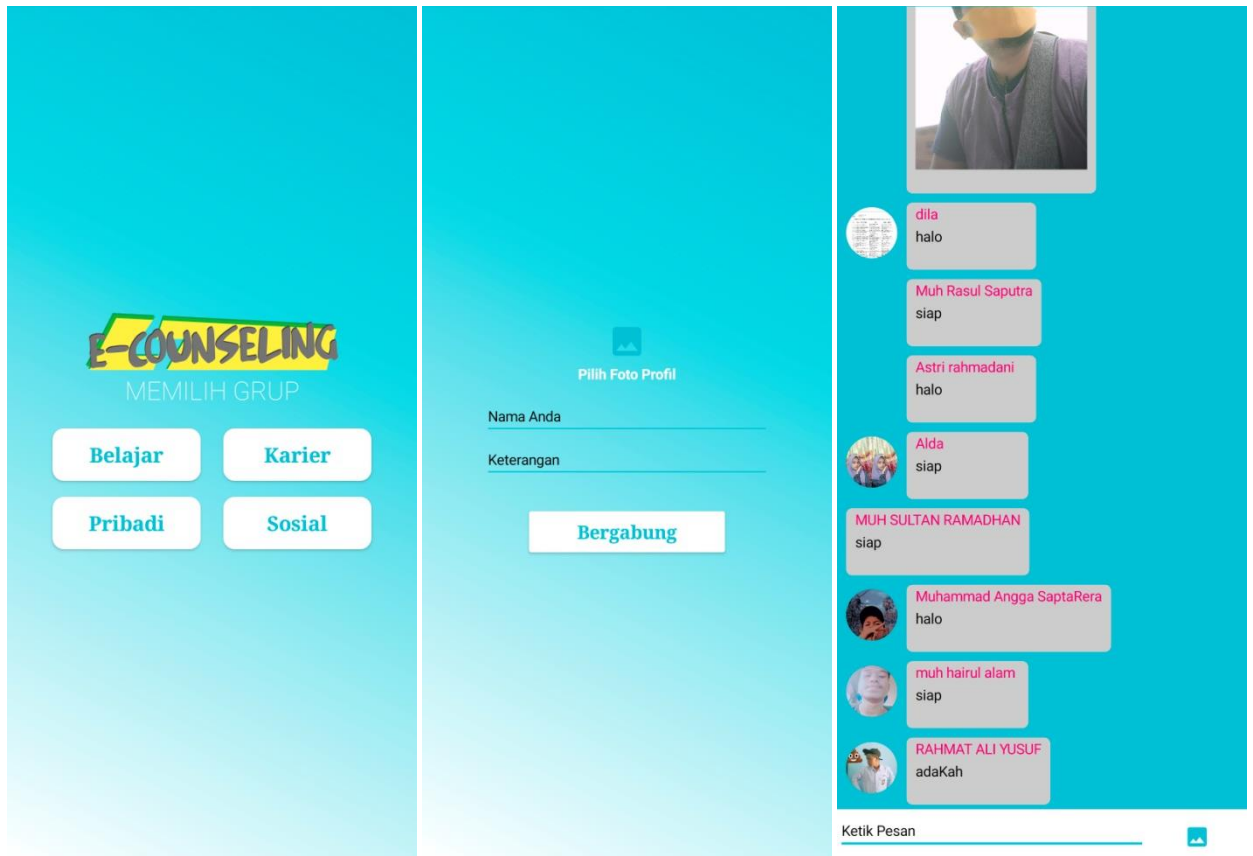 E-COUNSELING
MEMILIH GRUP
Belajar
Karier
Pribadi
Sosial
Pilih Foto Profil
Nama Anda
Keterangan
Bergabung
dila
halo
Muh Rasul Saputra
siap
Astri rahmadani
halo
Alda
siap
MUH SULTAN RAMADHAN
siap
Muhammad Angga SaptaRera
halo
muh hairul alam
siap
RAHMAT ALI YUSUF
adaKah
Ketik Pesan